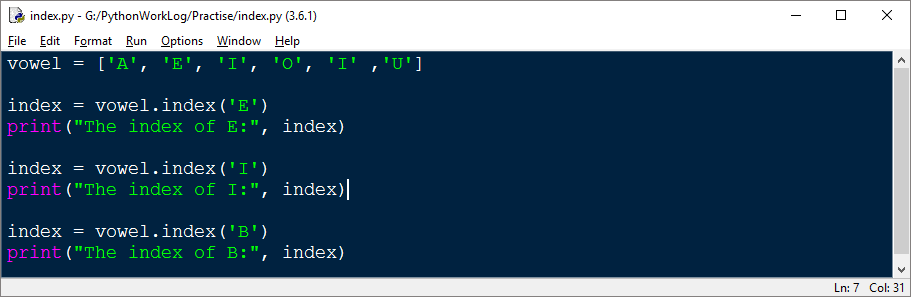 index.py - G:/PythonWorkLog/Practise/index.py (3.6.1)
File Edit Format Run Options Window Help
vowel = ['A', 'E', 'I', 'O', 'I' ,'U']
index = vowel.index('E')
print("The index of E:", index)
index = vowel.index('I')
print("The index of I:", index)
index = vowel.index('B')
print("The index of B:", index)
Ln: 7 Col: 31